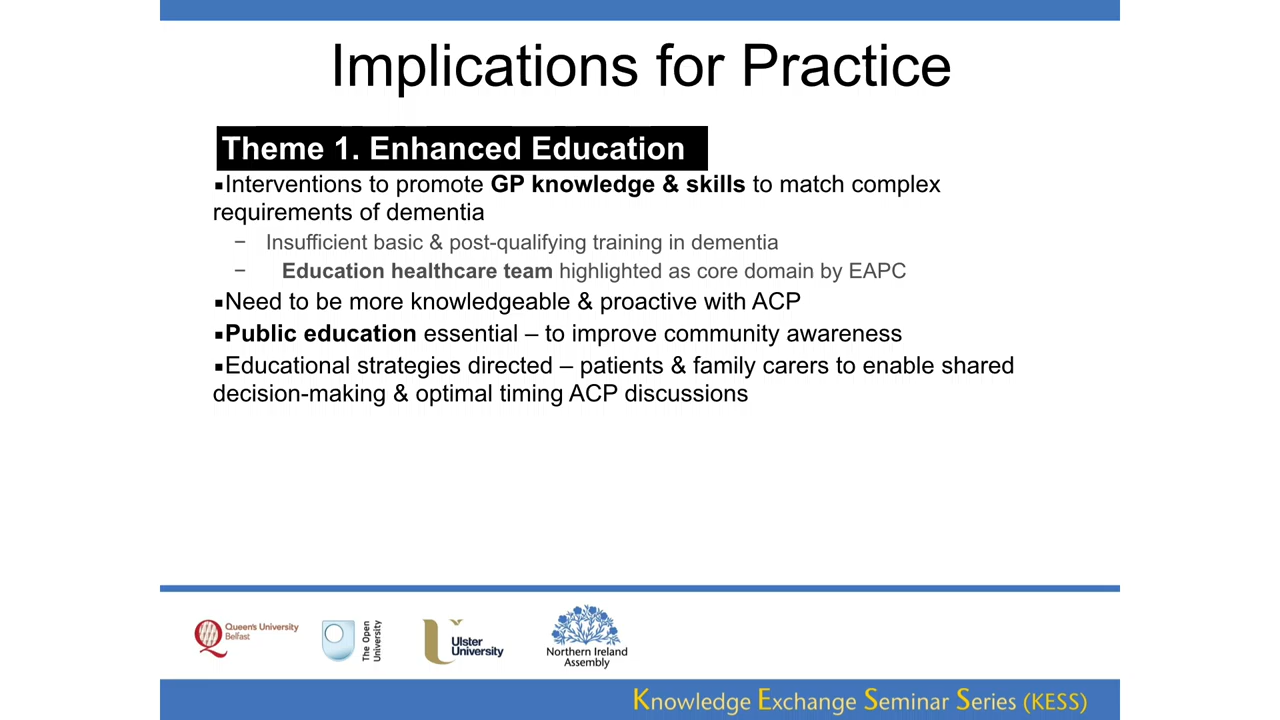 Implications for Practice
Theme 1. Enhanced Education
▪Interventions to promote GP knowledge & skills to match complex
requirements of dementia
− Insufficient basic & post-qualifying training in dementia
− Education healthcare team highlighted as core domain by EAPC
▪Need to be more knowledgeable & proactive with ACP
▪Public education essential – to improve community awareness
▪Educational strategies directed – patients & family carers to enable shared
decision-making & optimal timing ACP discussions
Queen's University
Belfast
The Open
University
Ulster
University
Northern Ireland
Assembly
Knowledge Exchange Seminar Series (KESS)